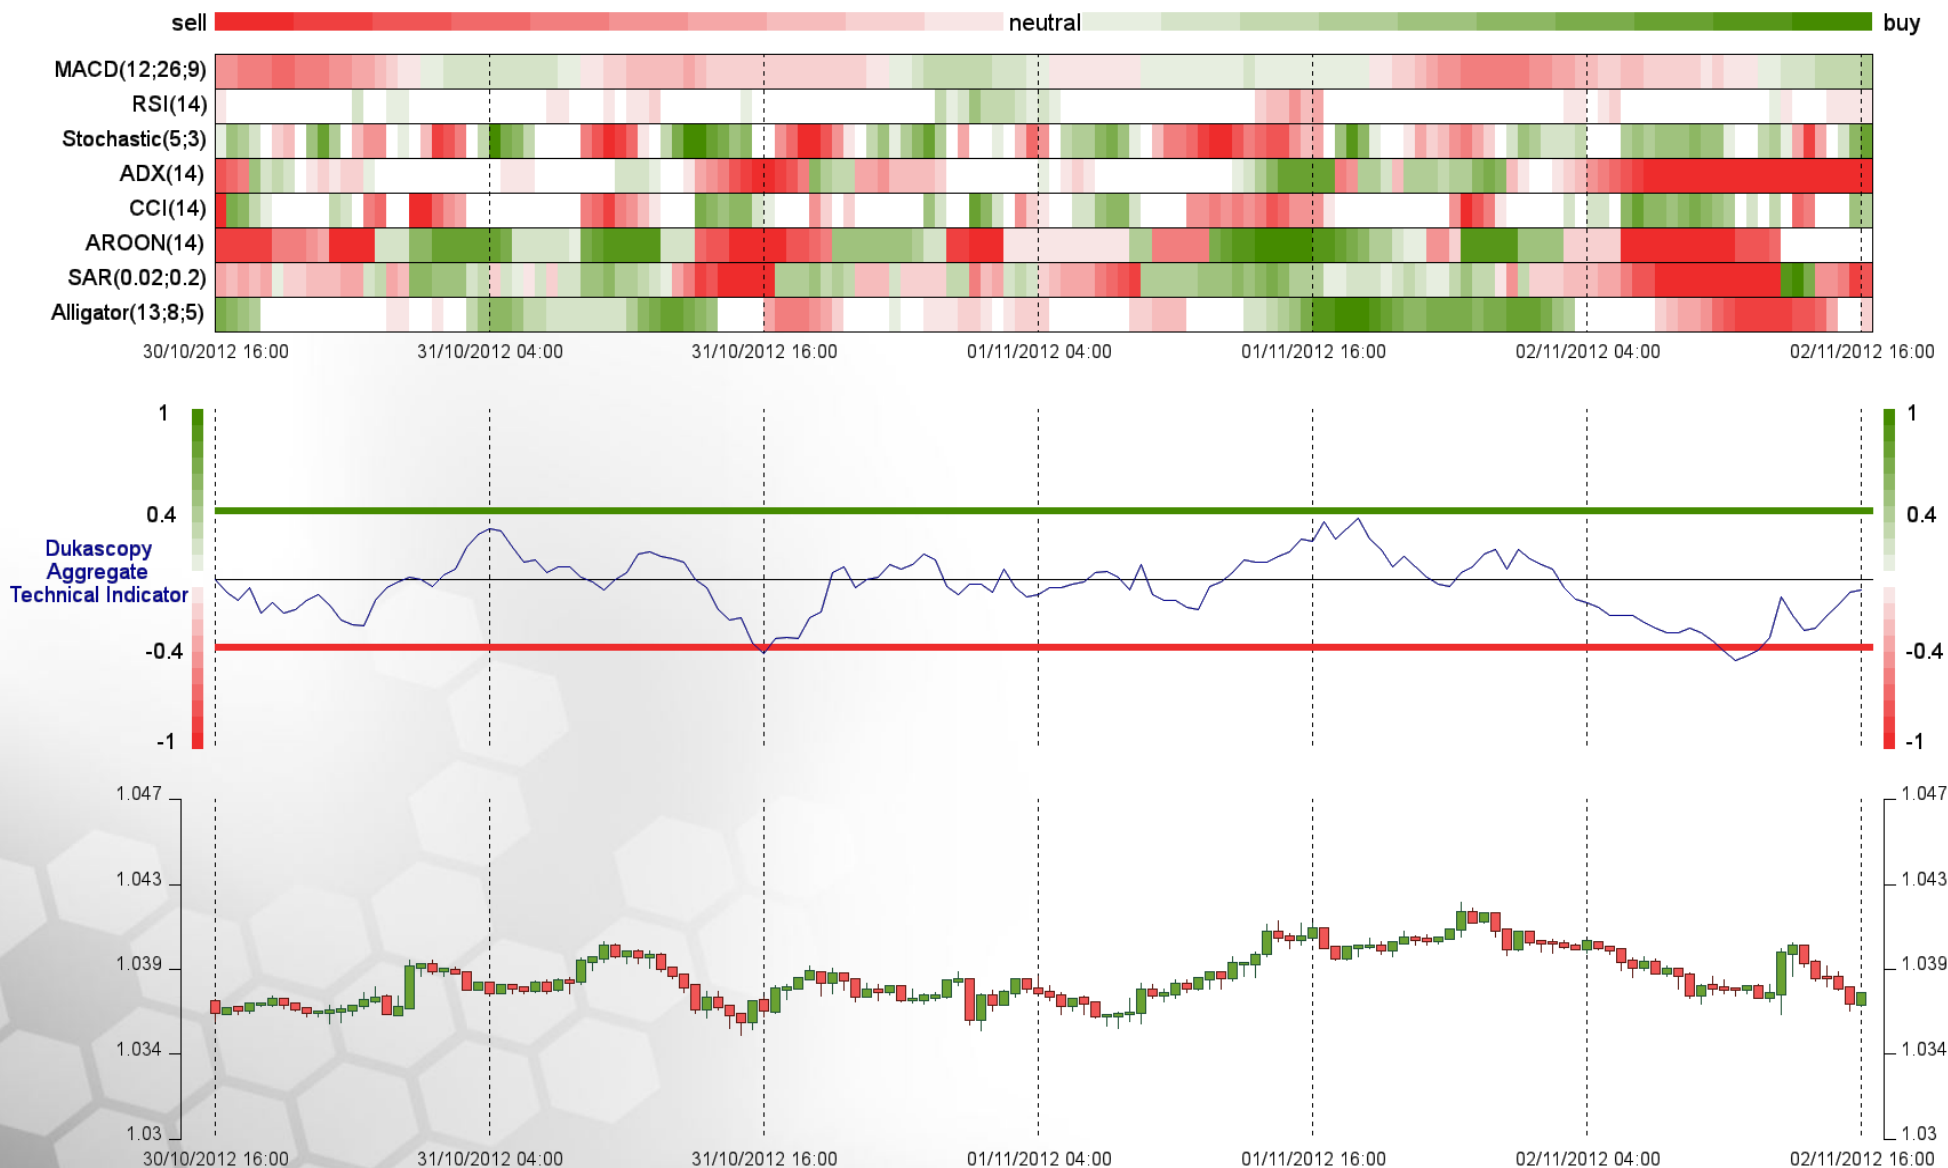 sell neutral buy
MACD(12;26;9)
RSI(14)
Stochastic(5;3)
ADX(14)
CCI(14)
AROON(14)
SAR(0.02;0.2)
Alligator(13;8;5)
30/10/2012 16:00 31/10/2012 04:00 31/10/2012 16:00 01/11/2012 04:00 01/11/2012 16:00 02/11/2012 04:00 02/11/2012 16:00
1 1
0.4 0.4
Dukascopy
Aggregate
Technical Indicator
-0.4 -0.4
-1 -1
1.047 1.047
1.043 1.043
1.039 1.039
1.034 1.034
1.03 1.03
30/10/2012 16:00 31/10/2012 04:00 31/10/2012 16:00 01/11/2012 04:00 01/11/2012 16:00 02/11/2012 04:00 02/11/2012 16:00